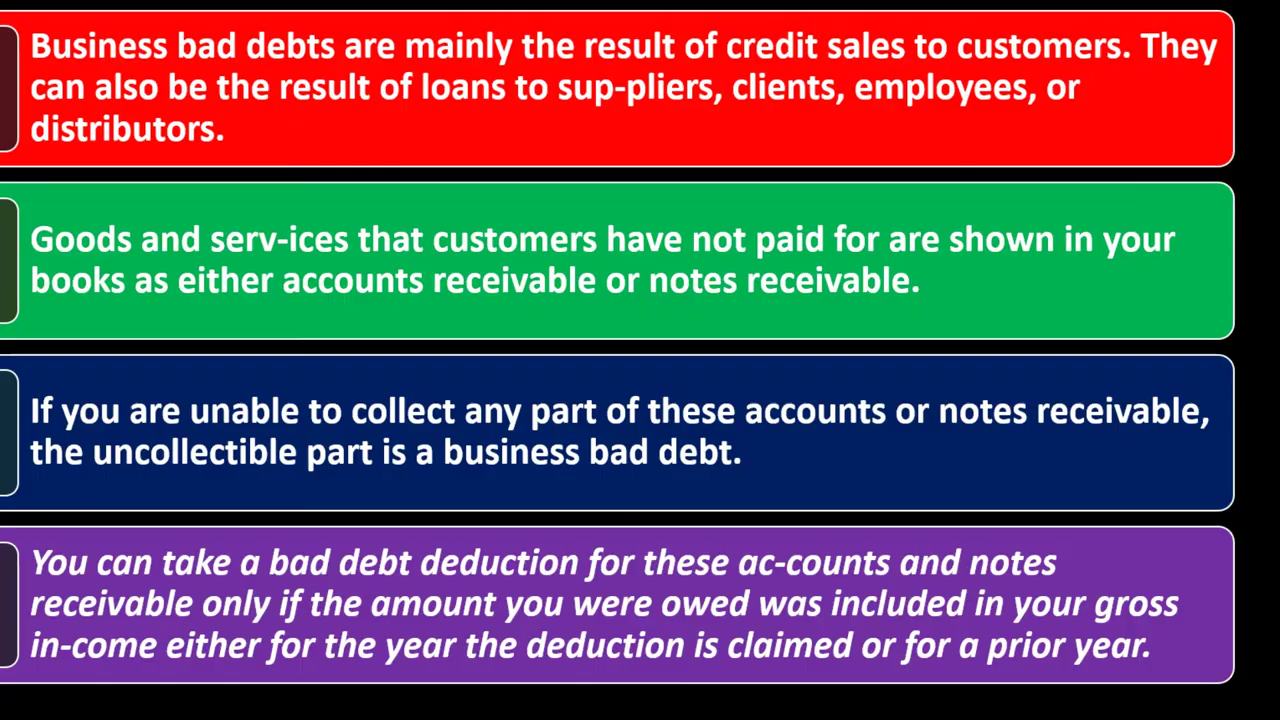 Business bad debts are mainly the result of credit sales to customers. They
can also be the result of loans to sup-pliers, clients, employees, or
distributors.
Goods and serv-ices that customers have not paid for are shown in your
books as either accounts receivable or notes receivable.
If you are unable to collect any part of these accounts or notes receivable,
the uncollectible part is a business bad debt.
You can take a bad debt deduction for these ac-counts and notes
receivable only if the amount you were owed was included in your gross
in-come either for the year the deduction is claimed or for a prior year.